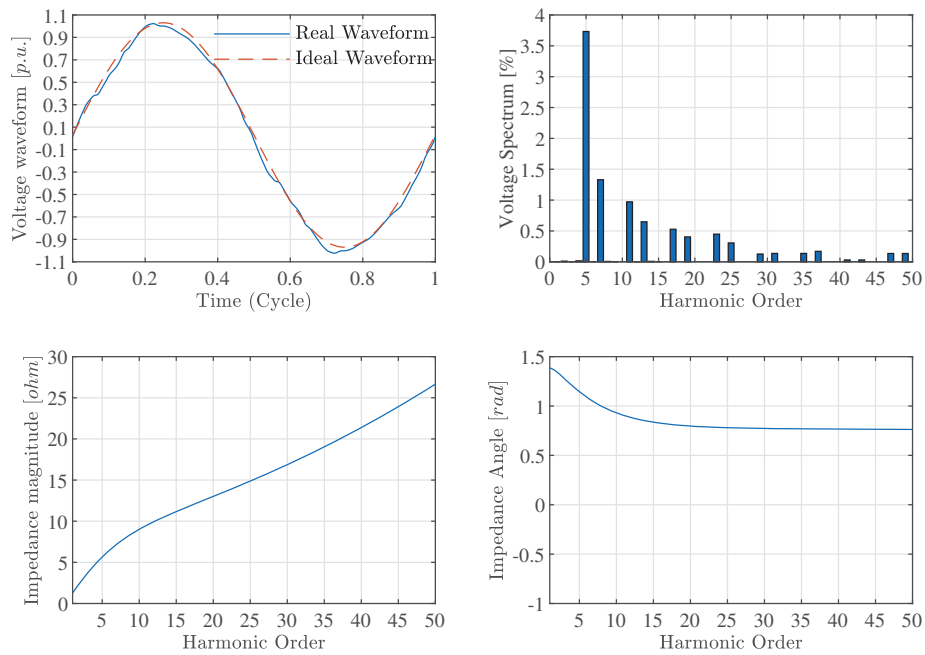 1.1
0.9
0.7
0.5
0.3
0.1
-0.1
-0.3
-0.5
-0.7
-0.9
-1.1
0 0.2 0.4 0.6 0.8 1
Time (Cycle)
Voltage waveform [p.u.]
Real Waveform
Ideal Waveform
4
3.5
3
2.5
2
1.5
1
0.5
0
0 5 10 15 20 25 30 35 40 45 50
Harmonic Order
Voltage Spectrum [%]
30
25
20
15
10
5
0
5 10 15 20 25 30 35 40 45 50
Harmonic Order
Impedance magnitude [ohm]
1.5
1
0.5
0
-0.5
-1
5 10 15 20 25 30 35 40 45 50
Harmonic Order
Impedance Angle [rad]